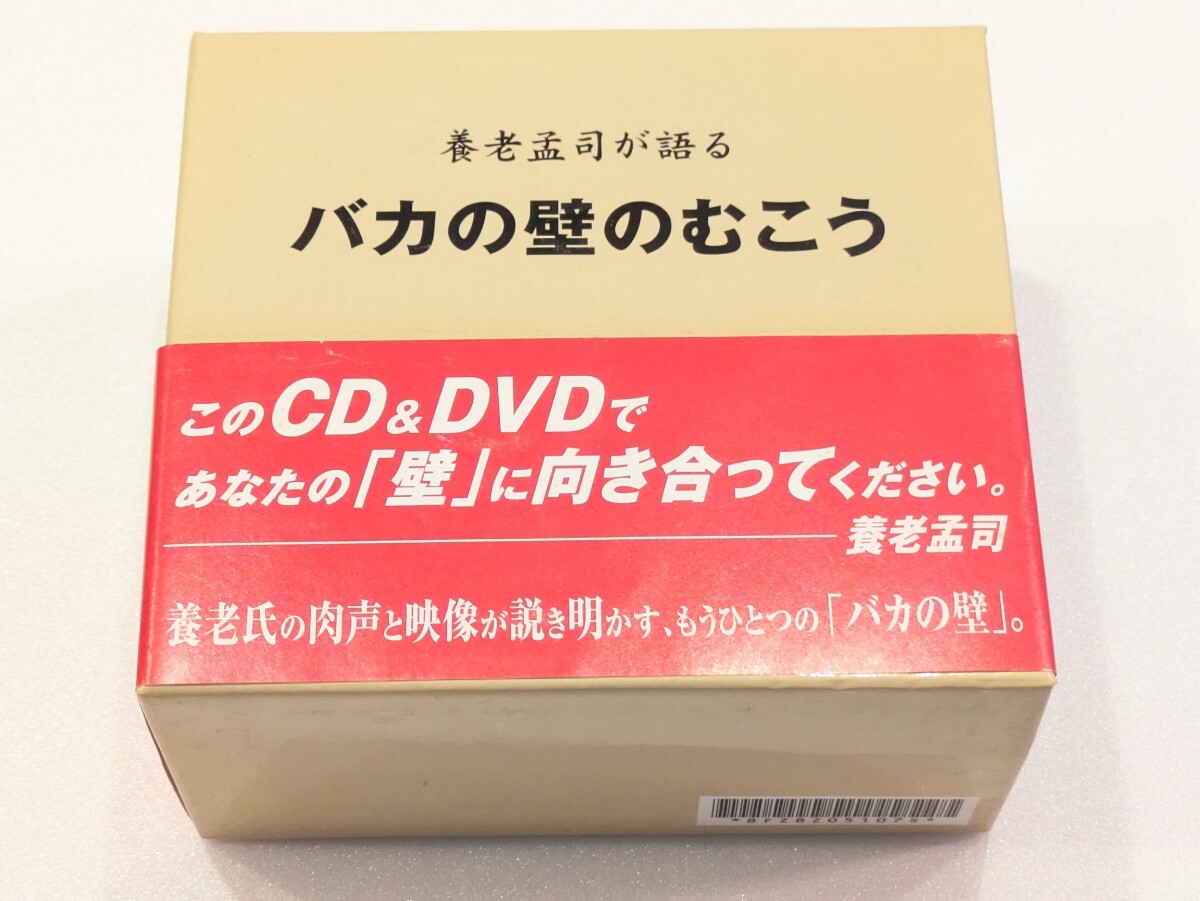 養老孟司が語る
バカの壁のむこう
このCD&DVDで
あなたの「壁」に向き合ってください。
養老孟司
養老氏の肉声と映像が説き明かす、もうひとつの「バカの壁」。